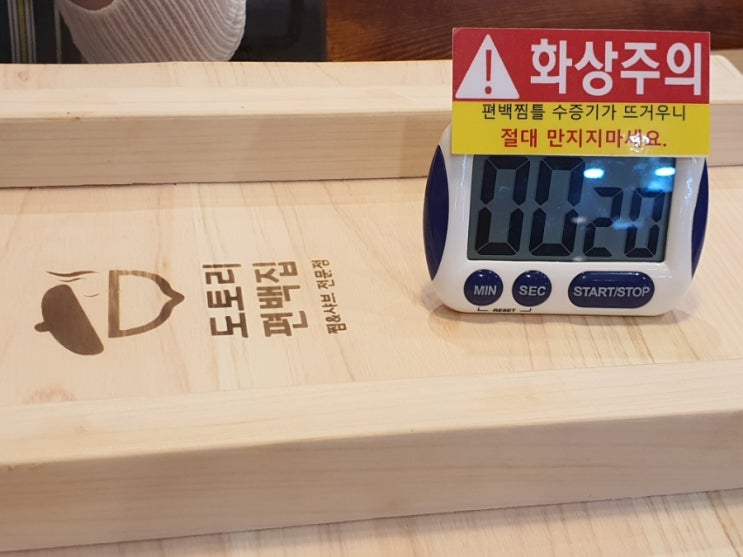 화상주의
편백찜틀 수증기가 뜨거우니
절대 만지지마세요.
00 20
MIN SEC START/STOP
RESET
도토리
편백집
찜&샤브 전문점